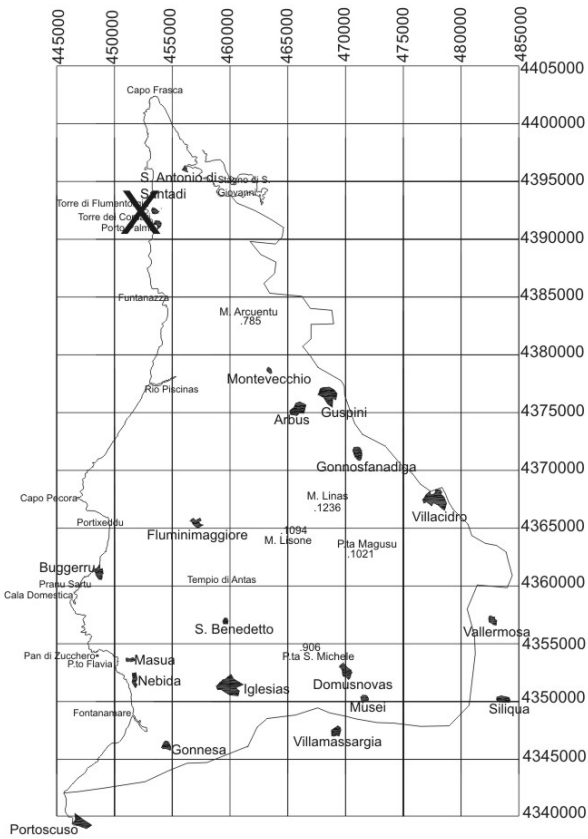 445000
450000
455000
460000
465000
470000
475000
480000
485000
4405000
Capo Frasca
4400000
S. Antonio di
Santadi
Stagno di S.
Giovanni
4395000
Torre dei Corsari
4390000
Funtanazza
4385000
M. Arcuentu
.785
4380000
Montevecchio
Rio Piscinas
Arbus
Guspini
4375000
Gonnosfanadiga
4370000
Capo Pecora
M. Linas
.1236
Villacidro
Portixeddu
Fluminimaggiore
.1094
M. Lisone
4365000
P.ta Magusu
.1021
Buggerru
Pranu Sartu
Tempio di Antas
4360000
Cala Domestica
S. Benedetto
Vallermosa
4355000
.906
P.ta S. Michele
Pan di Zucchero
P.to Flavia
Masua
Nebida
Iglesias
Domusnovas
Musei
Siliqua
4350000
Fontanamare
Gonnesa
Villamassargia
4345000
4340000
Portoscuso